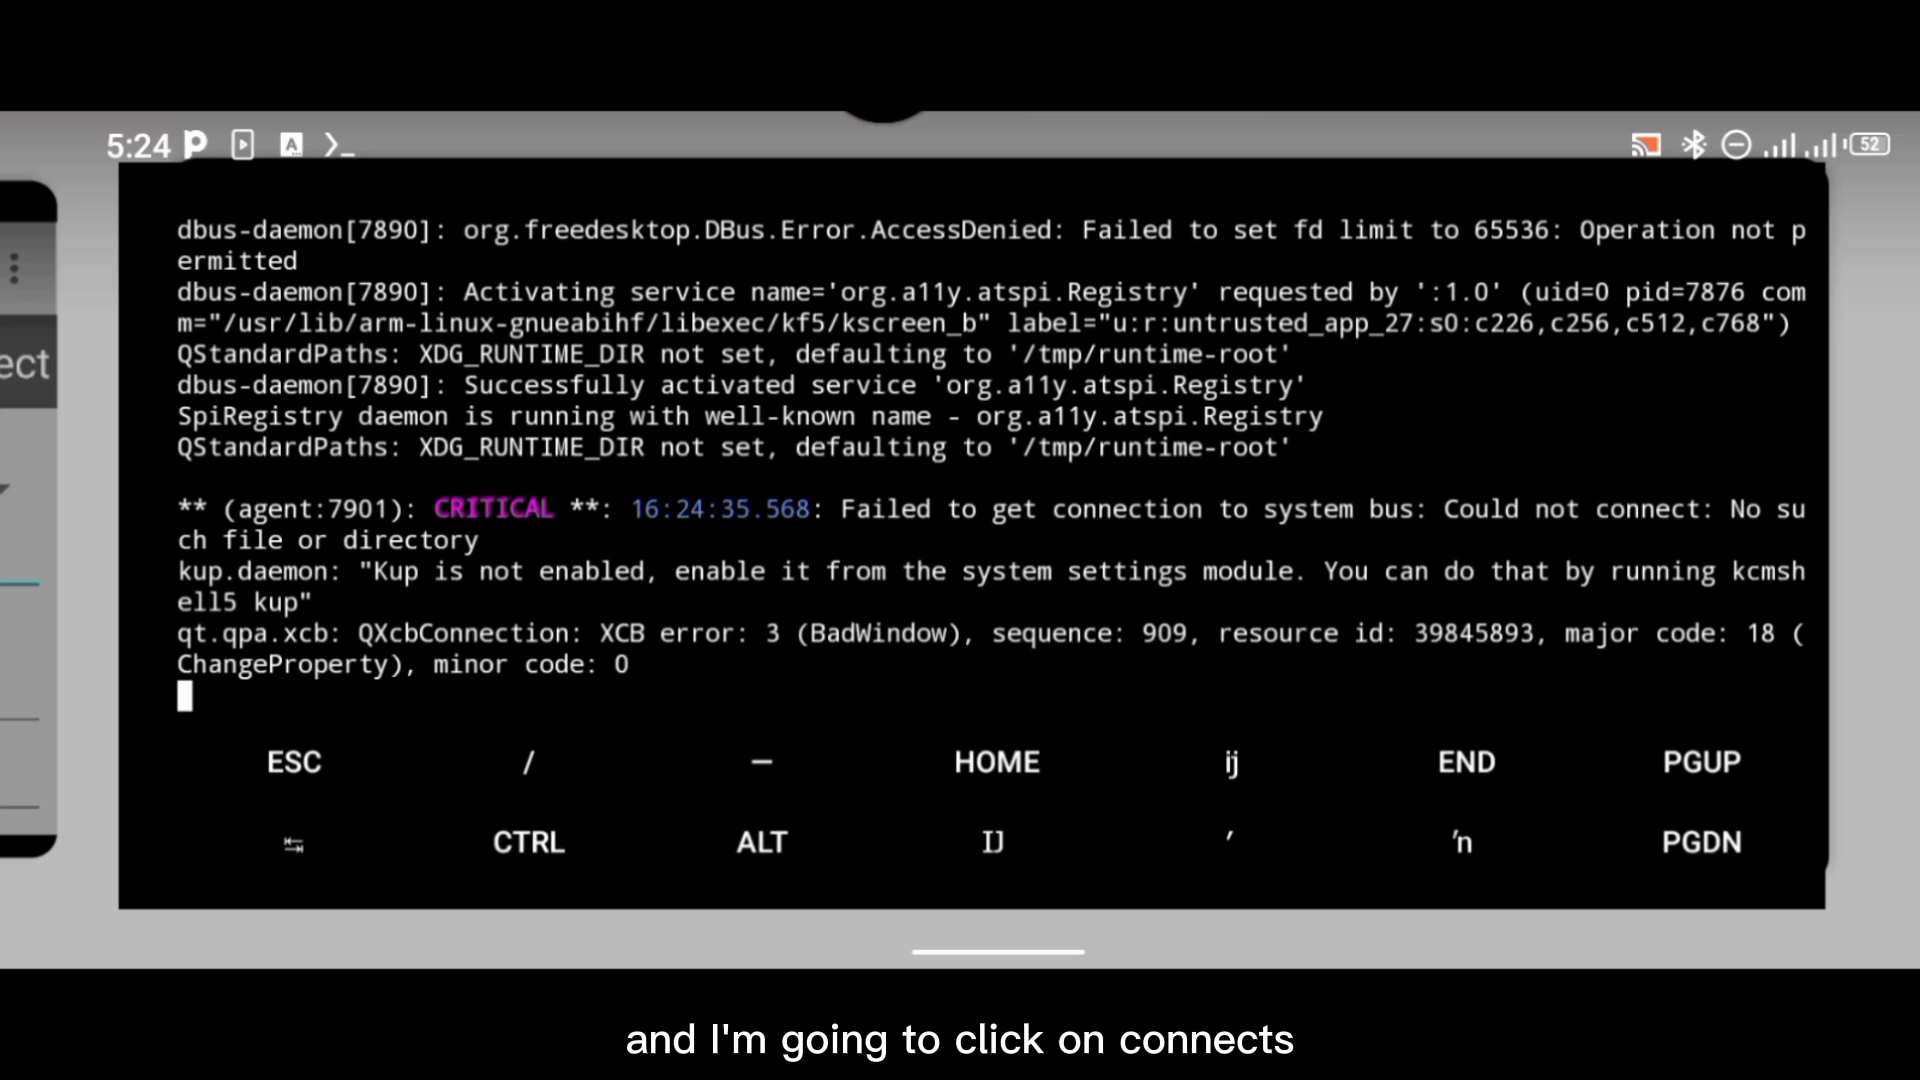 5:24
52
dbus-daemon[7890]: org.freedesktop.DBus.Error.AccessDenied: Failed to set fd limit to 65536: Operation not p
ermitted
dbus-daemon[7890]: Activating service name='org.a11y.atspi.Registry' requested by ':1.0' (uid=0 pid=7876 com
m="/usr/lib/arm-linux-gnueabihf/libexec/kf5/kscreen_b" label="u:r:untrusted_app_27:s0:c226,c256,c512,c768")
ect
QStandardPaths: XDG_RUNTIME_DIR not set, defaulting to '/tmp/runtime-root'
dbus-daemon[7890]: Successfully activated service 'org.a11y.atspi.Registry'
SpiRegistry daemon is running with well-known name - org.a11y.atspi.Registry
QStandardPaths: XDG_RUNTIME_DIR not set, defaulting to '/tmp/runtime-root'
** (agent:7901): CRITICAL **: 16:24:35.568: Failed to get connection to system bus: Could not connect: No su
ch file or directory
kup.daemon: "Kup is not enabled, enable it from the system settings module. You can do that by running kcmsh
ell5 kup"
qt.qpa.xcb: QXcbConnection: XCB error: 3 (BadWindow), sequence: 909, resource id: 39845893, major code: 18 (
ChangeProperty), minor code: 0
ESC / — HOME ĳ END PGUP
↹ CTRL ALT Ĳ ′ ŉ PGDN
and I'm going to click on connects